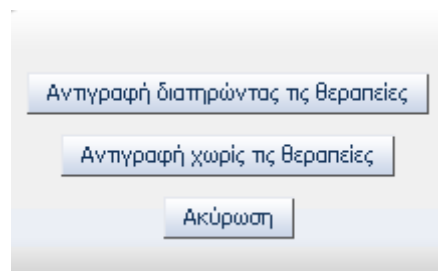 Αντιγραφή διατηρώντας τις θεραπείες
Αντιγραφή χωρίς τις θεραπείες
Ακύρωση